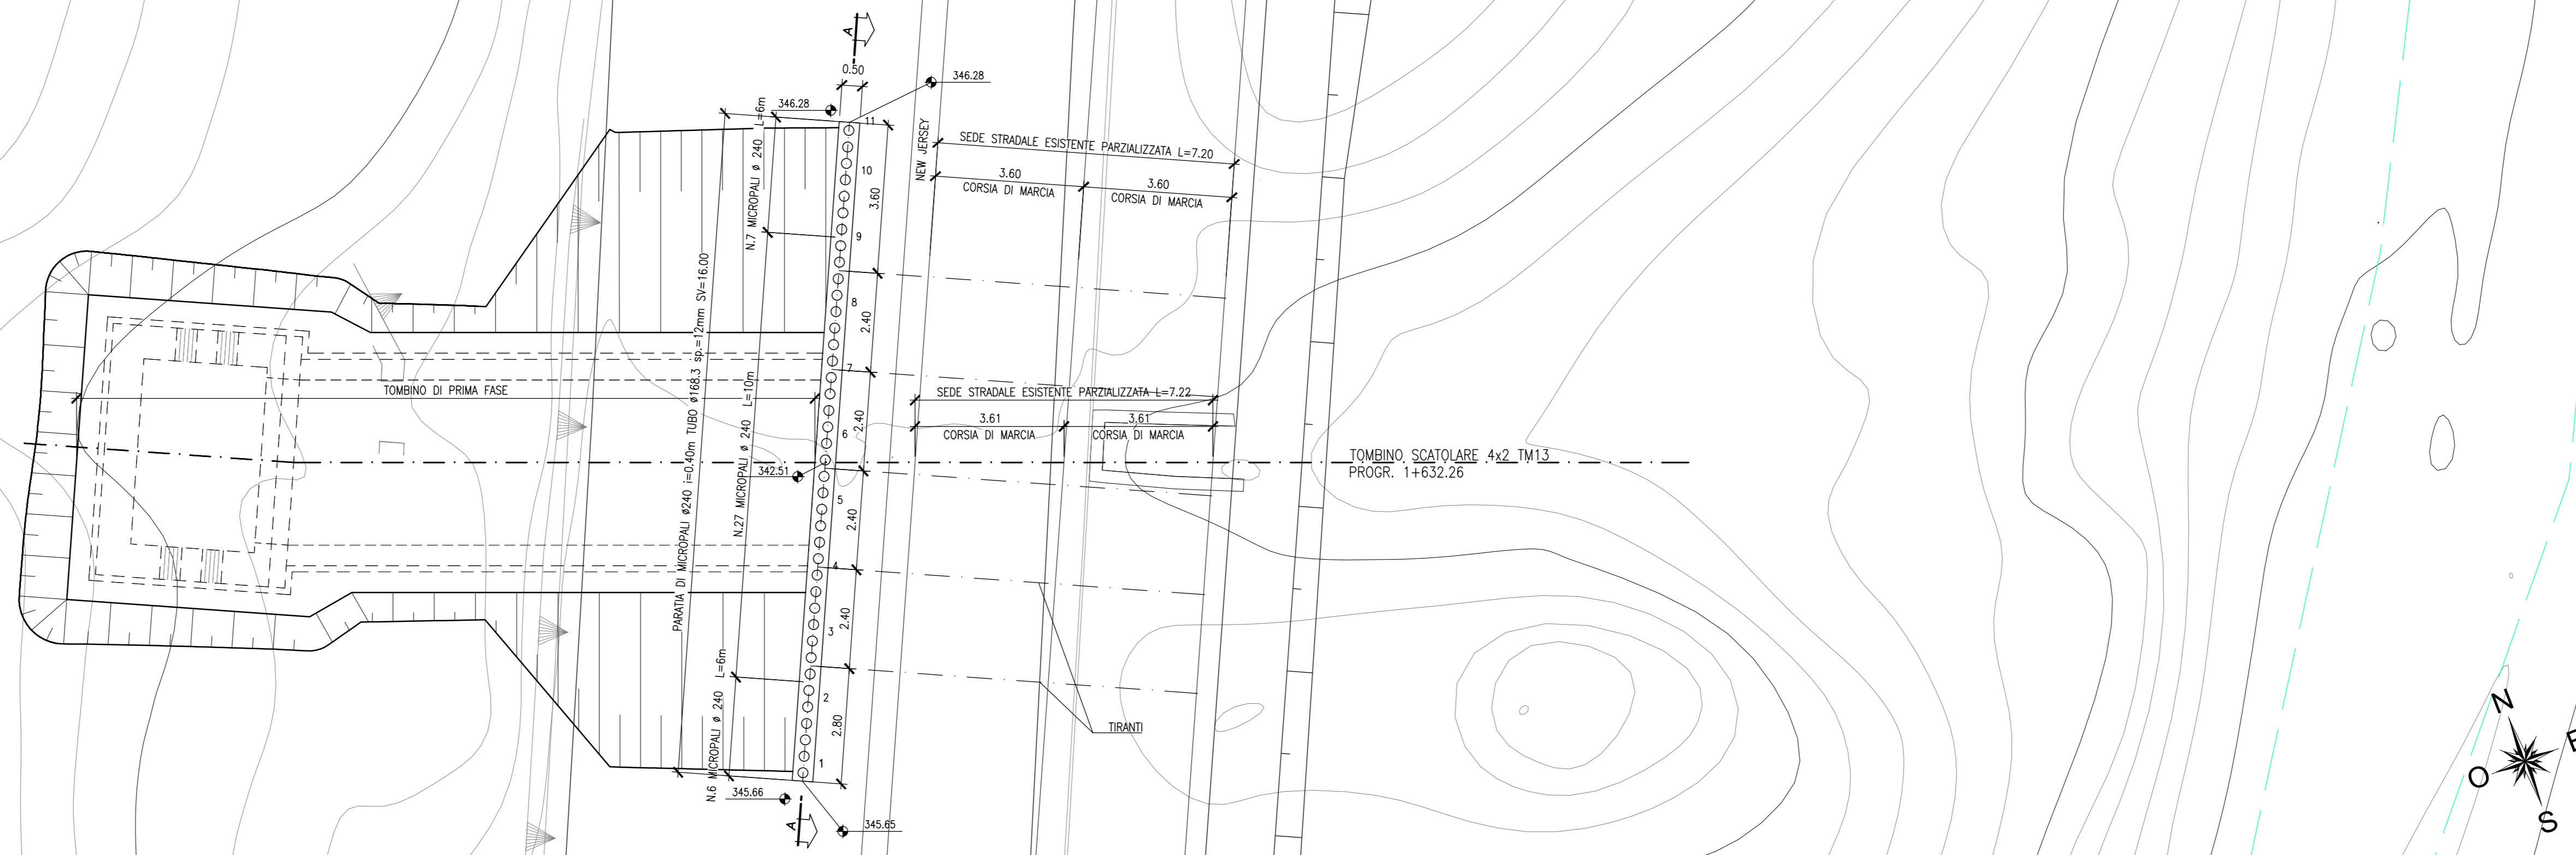 A
0.50
346.28
346.28
11
10
9
8
7
6
5
4
3
2
1
3.60
2.40
2.40
2.40
2.40
2.80
N.7 MICROPALI ø 240 L=6m
N.27 MICROPALI ø 240 L=10m
N.6 MICROPALI ø 240 L=6m
PARATIA DI MICROPALI ø240 i=0.40m TUBO ø168.3 sp.=12mm SV=16.00
NEW JERSEY
SEDE STRADALE ESISTENTE PARZIALIZZATA L=7.20
3.60
3.60
CORSIA DI MARCIA
CORSIA DI MARCIA
TOMBINO DI PRIMA FASE
SEDE STRADALE ESISTENTE PARZIALIZZATA L=7.22
3.61
3.61
CORSIA DI MARCIA
CORSIA DI MARCIA
342.51
TOMBINO SCATOLARE 4x2 TM13
PROGR. 1+632.26
TIRANTI
345.66
345.65
A
N
O
S